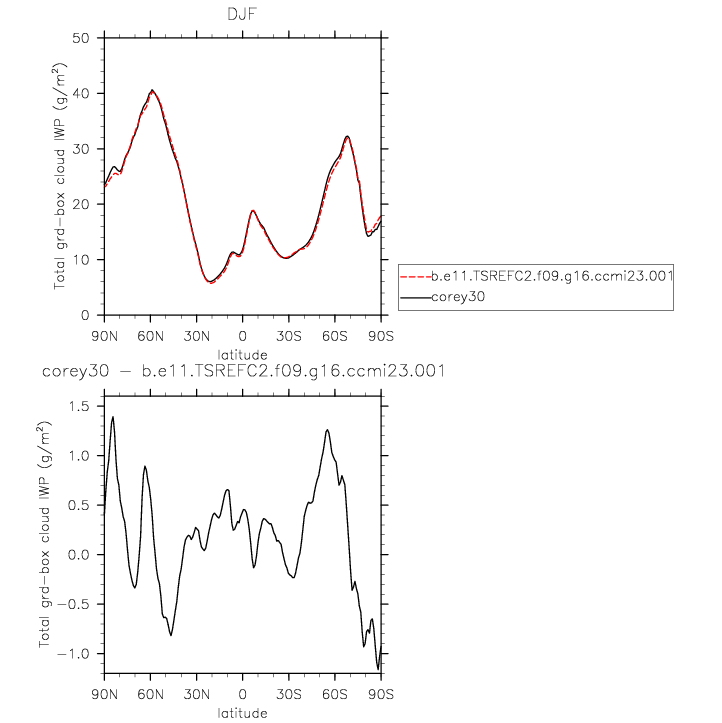 DJF
50
40
30
20
10
0
Total grd-box cloud IWP (g/m²)
90N 60N 30N 0 30S 60S 90S
latitude
b.e11.TSREFC2.f09.g16.ccmi23.001
corey30
corey30 - b.e11.TSREFC2.f09.g16.ccmi23.001
1.5
1.0
0.5
0.0
-0.5
-1.0
Total grd-box cloud IWP (g/m²)
90N 60N 30N 0 30S 60S 90S
latitude